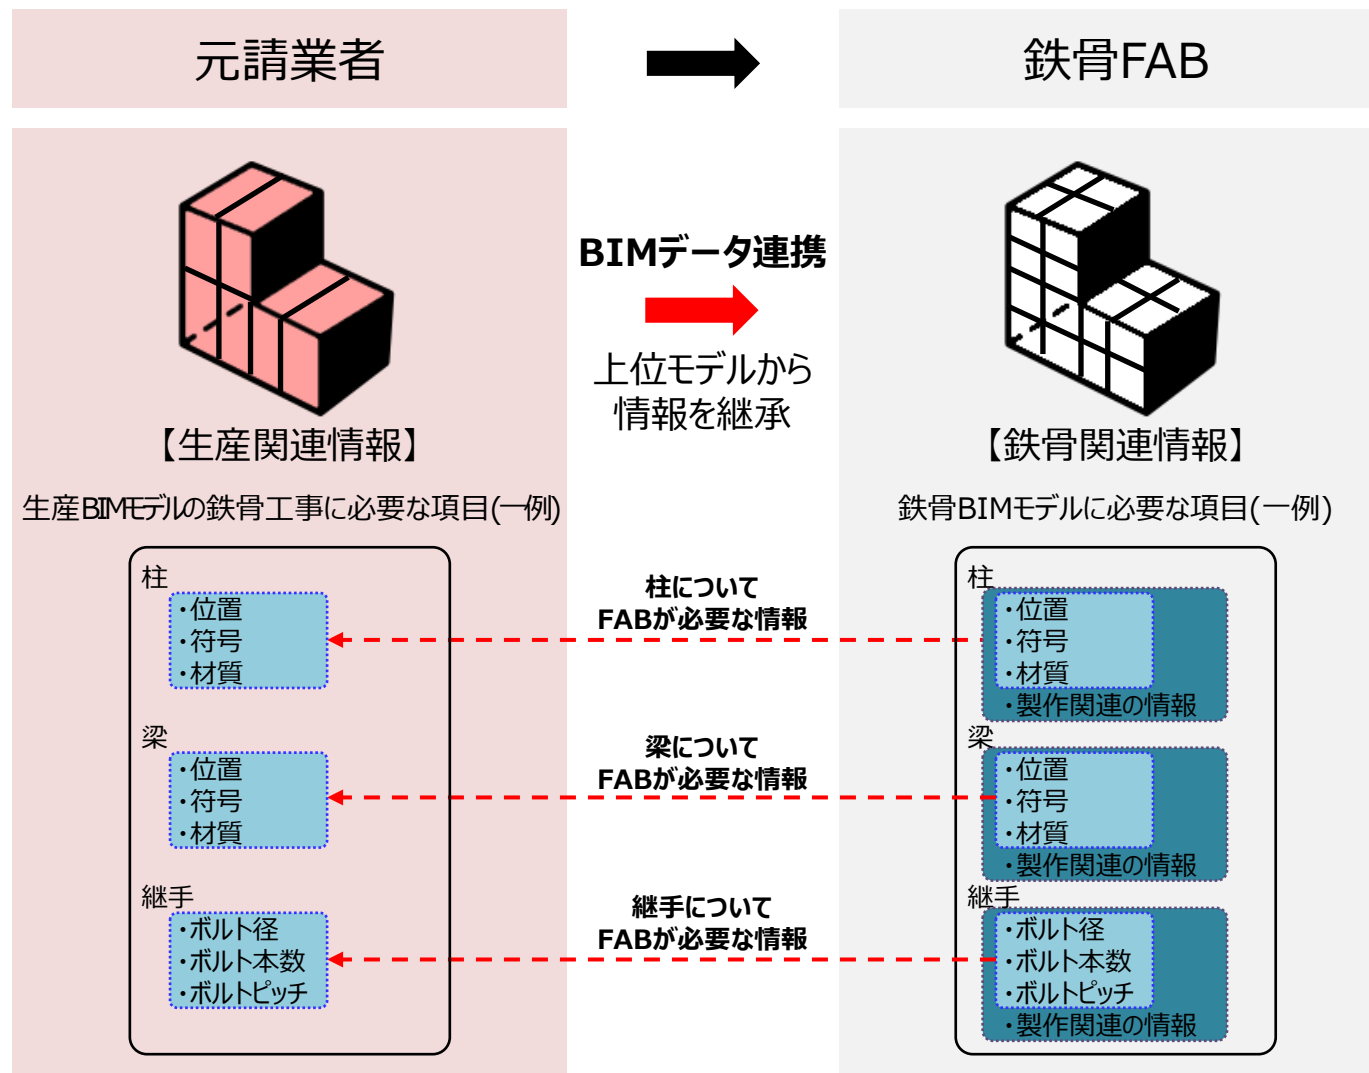 元請業者
鉄骨FAB
BIMデータ連携
上位モデルから
情報を継承
【生産関連情報】
生産BIMモデルの鉄骨工事に必要な項目(一例)
柱
・位置
・符号
・材質
梁
・位置
・符号
・材質
継手
・ボルト径
・ボルト本数
・ボルトピッチ
柱について
FABが必要な情報
梁について
FABが必要な情報
継手について
FABが必要な情報
【鉄骨関連情報】
鉄骨BIMモデルに必要な項目(一例)
柱
・位置
・符号
・材質
・製作関連の情報
梁
・位置
・符号
・材質
・製作関連の情報
継手
・ボルト径
・ボルト本数
・ボルトピッチ
・製作関連の情報